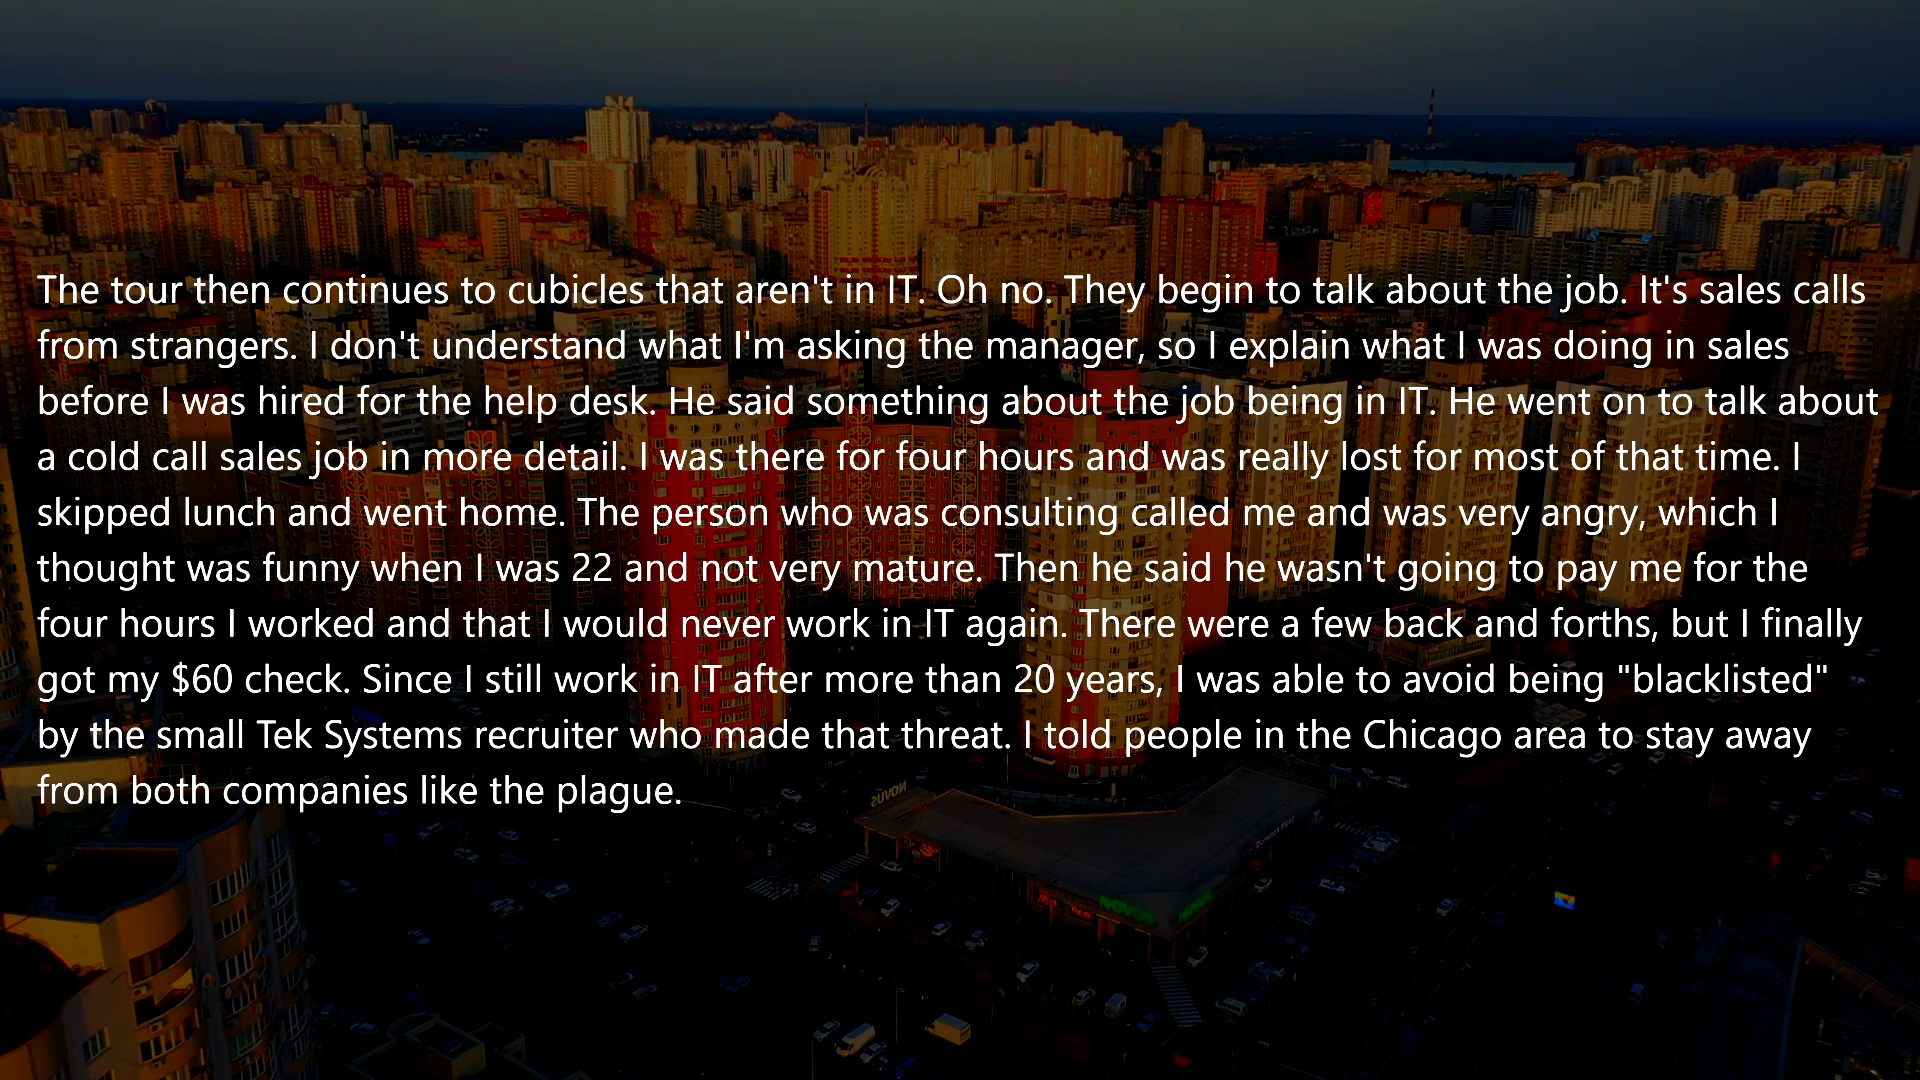 The tour then continues to cubicles that aren't in IT. Oh no. They begin to talk about the job. It's sales calls
from strangers. I don't understand what I'm asking the manager, so I explain what I was doing in sales
before I was hired for the help desk. He said something about the job being in IT. He went on to talk about
a cold call sales job in more detail. I was there for four hours and was really lost for most of that time. I
skipped lunch and went home. The person who was consulting called me and was very angry, which I
thought was funny when I was 22 and not very mature. Then he said he wasn't going to pay me for the
four hours I worked and that I would never work in IT again. There were a few back and forths, but I finally
got my $60 check. Since I still work in IT after more than 20 years, I was able to avoid being "blacklisted"
by the small Tek Systems recruiter who made that threat. I told people in the Chicago area to stay away
from both companies like the plague.
NOVUS
NOVUS